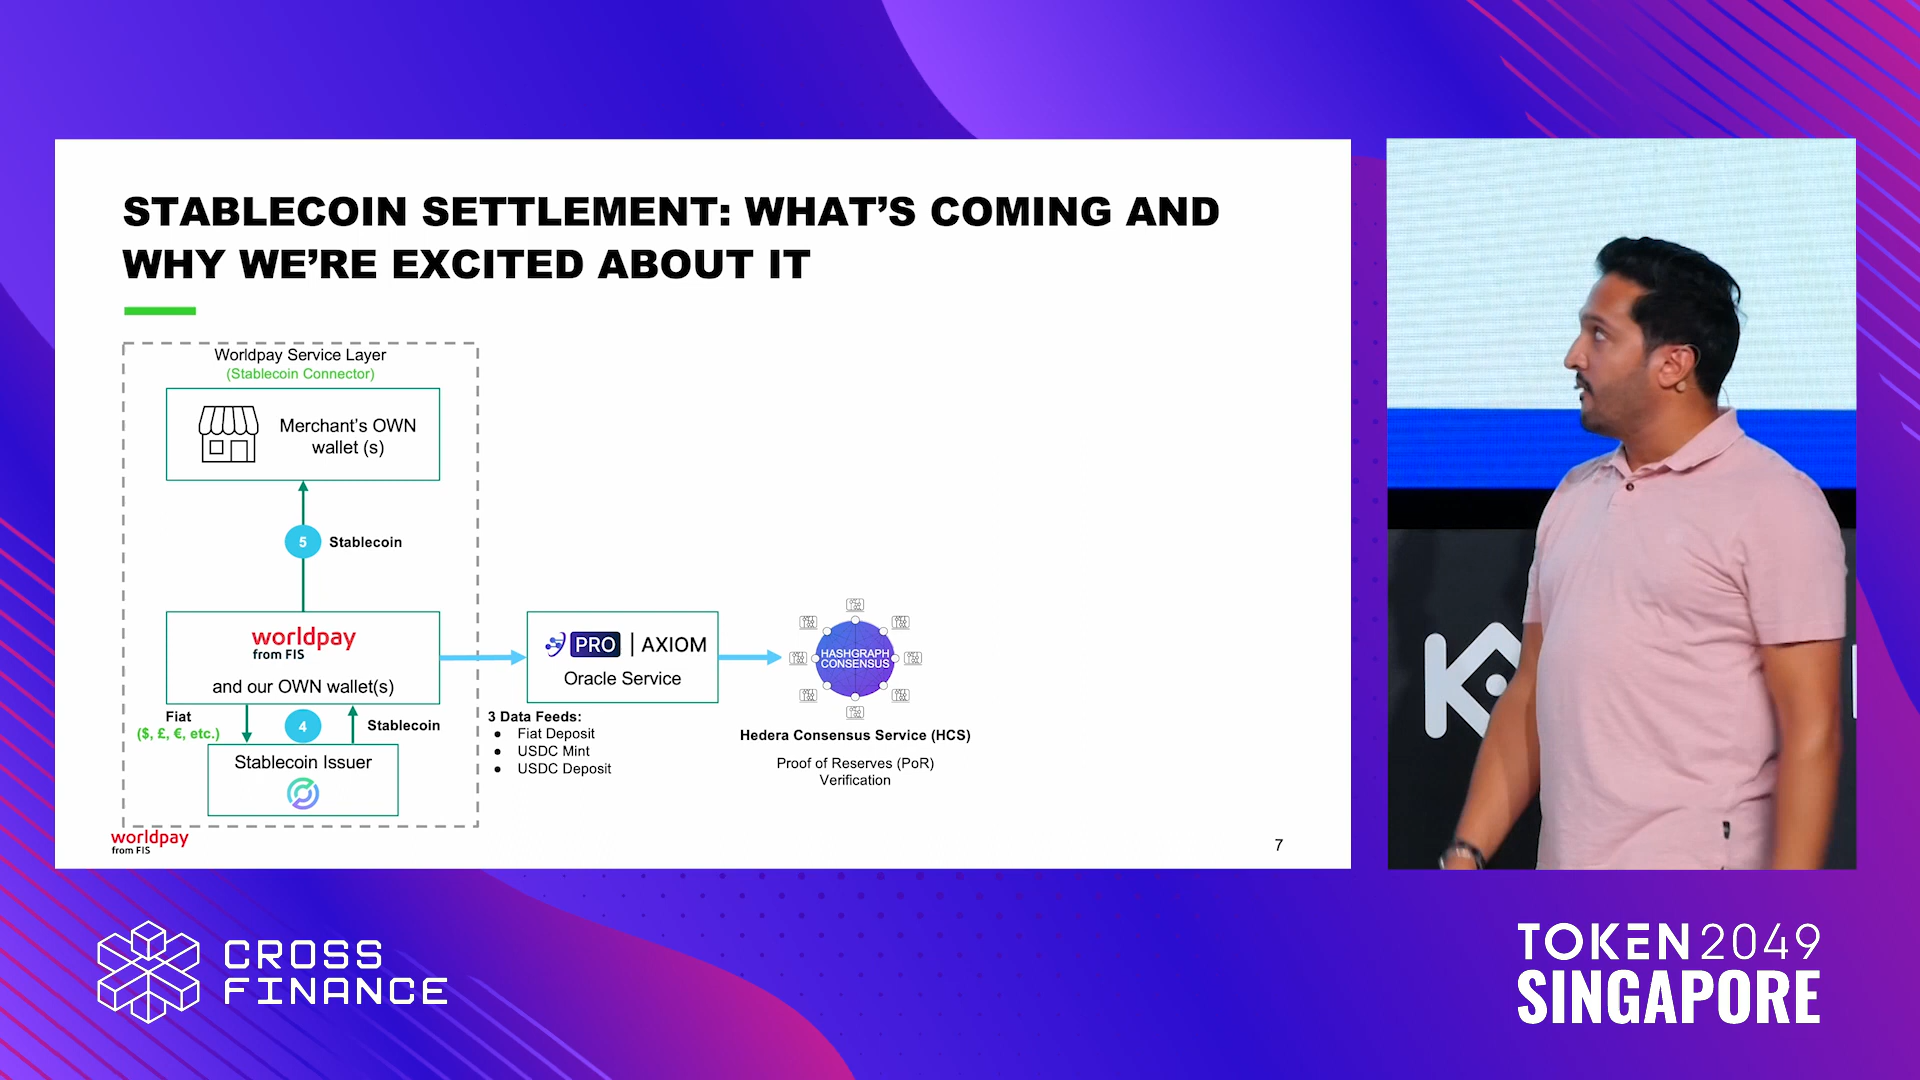 STABLECOIN SETTLEMENT: WHAT'S COMING AND
WHY WE'RE EXCITED ABOUT IT
Worldpay Service Layer
(Stablecoin Connector)
Merchant's OWN
wallet (s)
5
Stablecoin
worldpay
from FIS
and our OWN wallet(s)
PRO | AXIOM
Oracle Service
HASHGRAPH
CONSENSUS
Fiat
($, £, €, etc.)
4
Stablecoin
Stablecoin Issuer
3 Data Feeds:
● Fiat Deposit
● USDC Mint
● USDC Deposit
Hedera Consensus Service (HCS)
Proof of Reserves (PoR)
Verification
worldpay
from FIS
7
CROSS
FINANCE
TOKEN2049
SINGAPORE